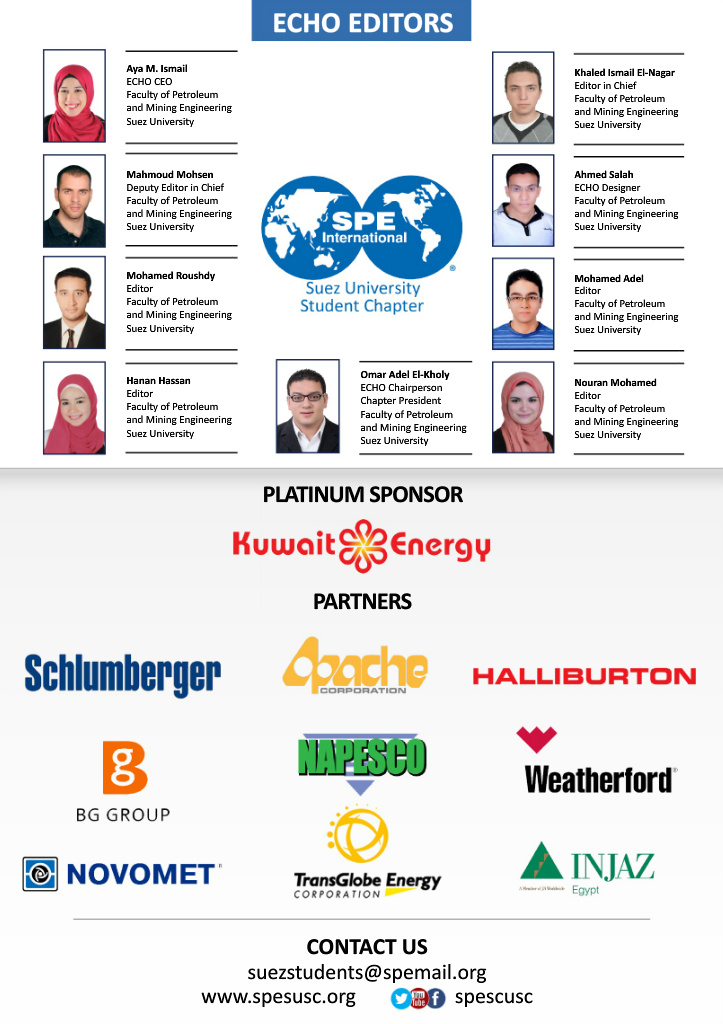 ECHO EDITORS
Aya M. Ismail
ECHO CEO
Faculty of Petroleum
and Mining Engineering
Suez University
Khaled Ismail El-Nagar
Editor in Chief
Faculty of Petroleum
and Mining Engineering
Suez University
Mahmoud Mohsen
Deputy Editor in Chief
Faculty of Petroleum
and Mining Engineering
Suez University
Ahmed Salah
ECHO Designer
Faculty of Petroleum
and Mining Engineering
Suez University
SPE
International
®
Suez University
Student Chapter
Mohamed Roushdy
Editor
Faculty of Petroleum
and Mining Engineering
Suez University
Mohamed Adel
Editor
Faculty of Petroleum
and Mining Engineering
Suez University
Hanan Hassan
Editor
Faculty of Petroleum
and Mining Engineering
Suez University
Omar Adel El-Kholy
ECHO Chairperson
Chapter President
Faculty of Petroleum
and Mining Engineering
Suez University
Nouran Mohamed
Editor
Faculty of Petroleum
and Mining Engineering
Suez University
PLATINUM SPONSOR
Kuwait Energy
PARTNERS
Schlumberger
Apache
CORPORATION
HALLIBURTON
BG
BG GROUP
NAPESCO
Weatherford®
NOVOMET®
TransGlobe Energy
CORPORATION
INJAZ
Egypt
CONTACT US
suezstudents@spemail.org
www.spesusc.org You Tube f spescusc